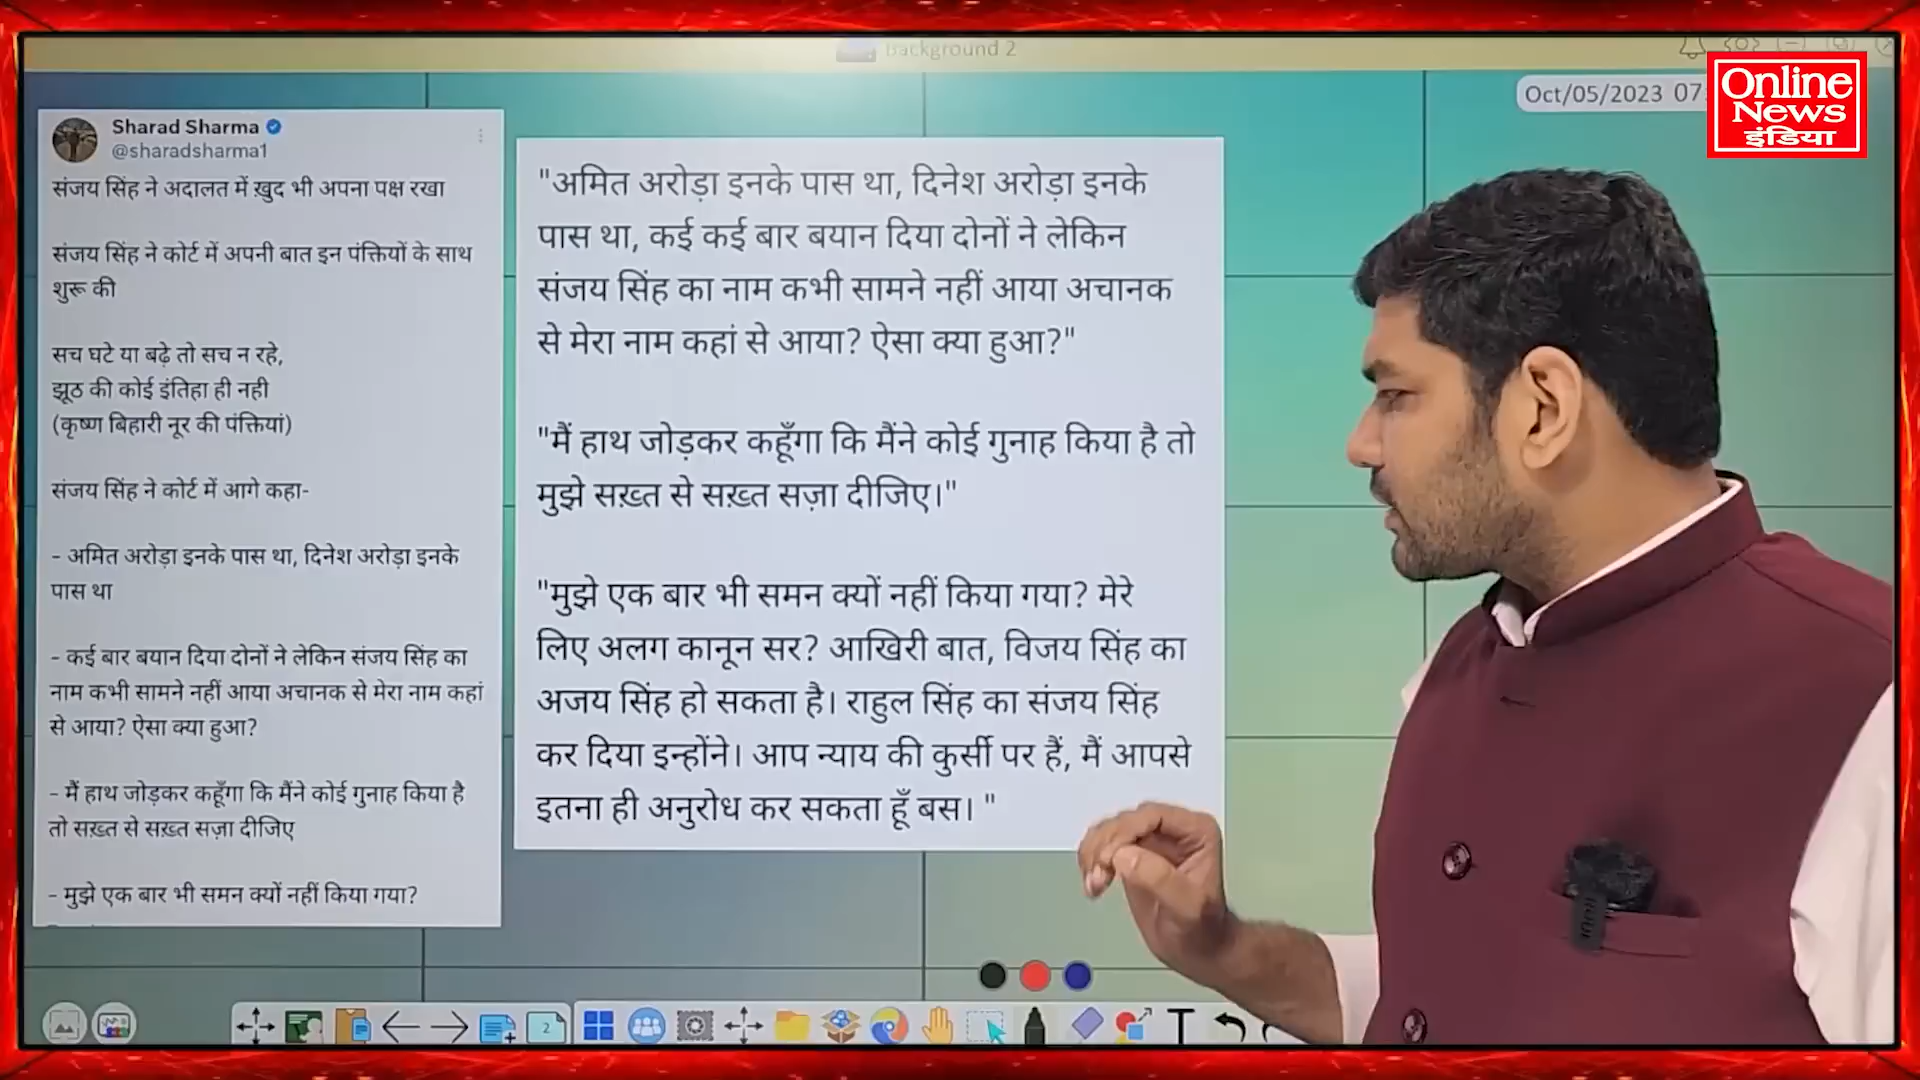 Background 2
Oct/05/2023 07
Online
News
इंडिया
Sharad Sharma
@sharadsharma1
संजय सिंह ने अदालत में ख़ुद भी अपना पक्ष रखा
संजय सिंह ने कोर्ट में अपनी बात इन पंक्तियों के साथ
शुरू की
सच घटे या बढ़े तो सच न रहे,
झूठ की कोई इंतिहा ही नही
(कृष्ण बिहारी नूर की पंक्तियां)
संजय सिंह ने कोर्ट में आगे कहा-
- अमित अरोड़ा इनके पास था, दिनेश अरोड़ा इनके
पास था
- कई बार बयान दिया दोनों ने लेकिन संजय सिंह का
नाम कभी सामने नहीं आया अचानक से मेरा नाम कहां
से आया? ऐसा क्या हुआ?
- मैं हाथ जोड़कर कहूँगा कि मैंने कोई गुनाह किया है
तो सख़्त से सख़्त सज़ा दीजिए
- मुझे एक बार भी समन क्यों नहीं किया गया?
"अमित अरोड़ा इनके पास था, दिनेश अरोड़ा इनके
पास था, कई कई बार बयान दिया दोनों ने लेकिन
संजय सिंह का नाम कभी सामने नहीं आया अचानक
से मेरा नाम कहां से आया? ऐसा क्या हुआ?"
"मैं हाथ जोड़कर कहूँगा कि मैंने कोई गुनाह किया है तो
मुझे सख़्त से सख़्त सज़ा दीजिए।"
"मुझे एक बार भी समन क्यों नहीं किया गया? मेरे
लिए अलग कानून सर? आखिरी बात, विजय सिंह का
अजय सिंह हो सकता है। राहुल सिंह का संजय सिंह
कर दिया इन्होंने। आप न्याय की कुर्सी पर हैं, मैं आपसे
इतना ही अनुरोध कर सकता हूँ बस। "
2
T